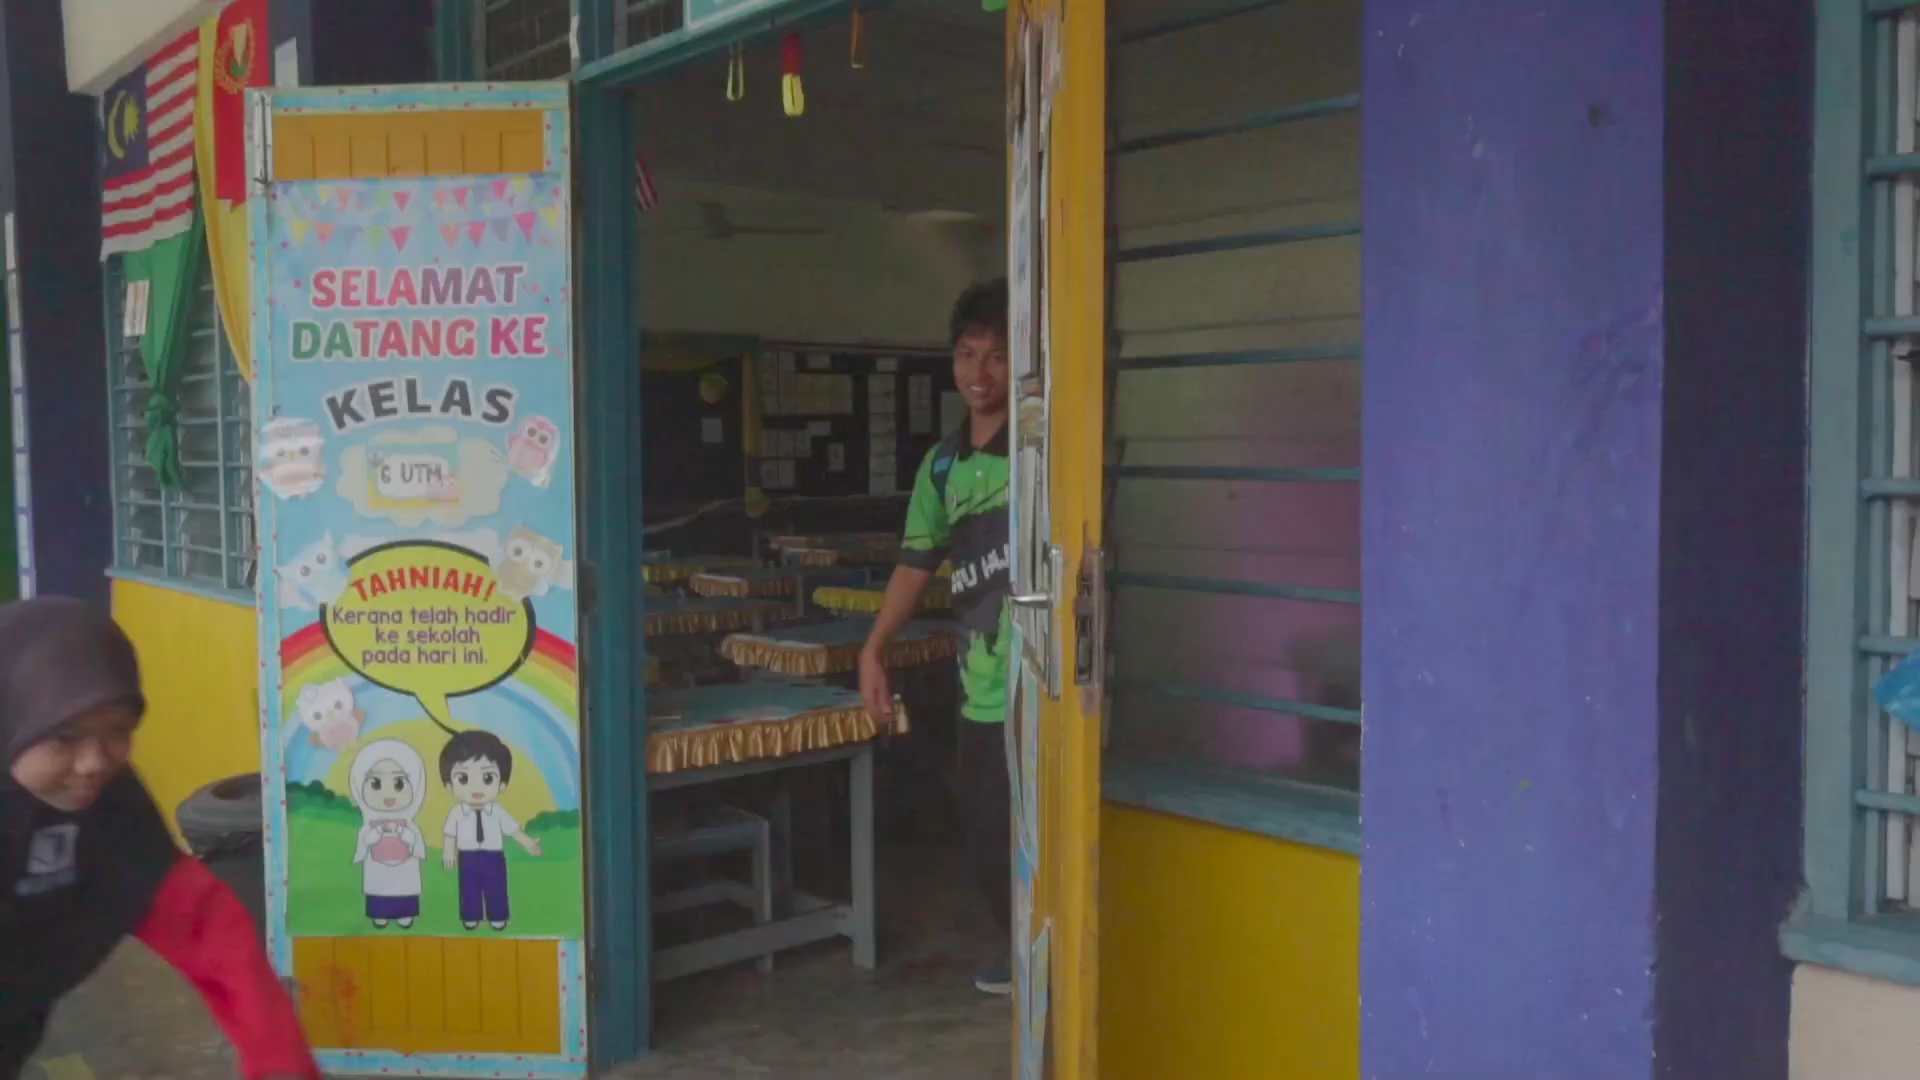 SELAMAT
DATANG KE
KELAS
6 UTM
TAHNIAH!
Kerana telah hadir
ke sekolah
pada hari ini.